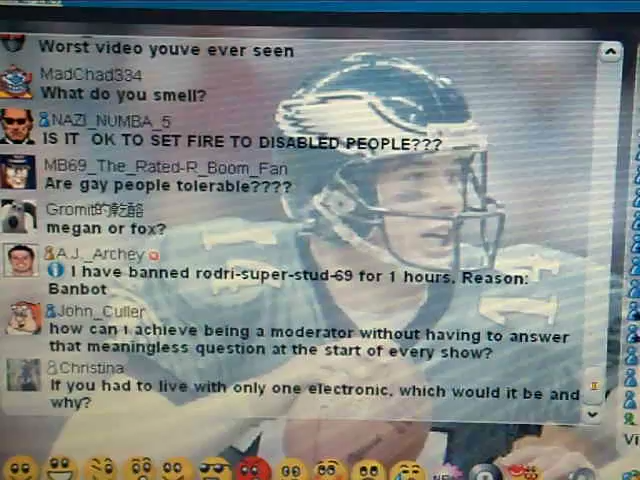 Worst video youve ever seen
MadChad334
What do you smell?
NAZI_NUMBA_5
IS IT OK TO SET FIRE TO DISABLED PEOPLE???
MB69_The_Rated-R_Boom_Fan
Are gay people tolerable????
Gromit的乾酪
megan or fox?
A.J._Archey
I have banned rodri-super-stud-69 for 1 hours. Reason:
Banbot
John_Culler
how can i achieve being a moderator without having to answer
that meaningless question at the start of every show?
Christina
If you had to live with only one electronic, which would it be and
why?
Vi